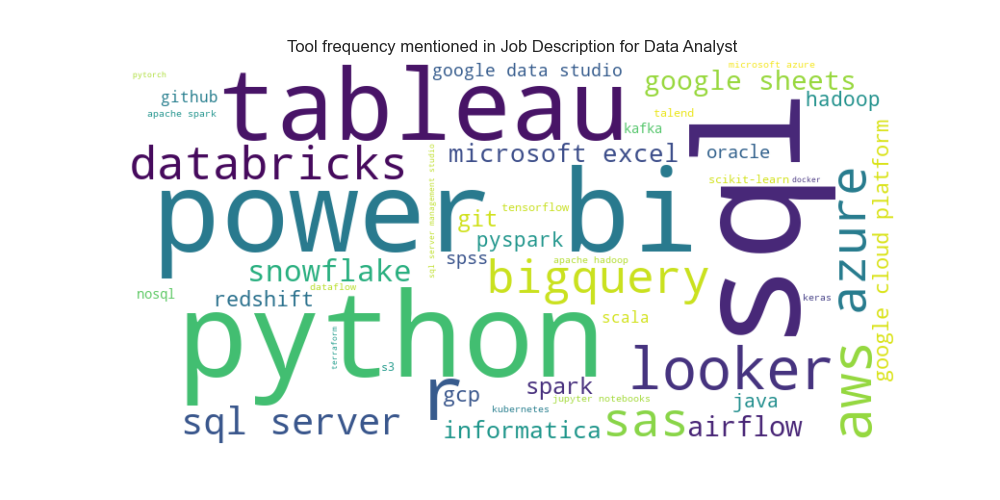 Tool frequency mentioned in Job Description for Data Analyst
pytorch
github
apache spark
tableau
google data studio
microsoft azure
google sheets
hadoop
talend
kafka
databricks
microsoft excel
oracle
sql
scikit-learn
docker
power bi
sql server management studio
tensorflow
git
pyspark
spss
apache hadoop
azure
google cloud platform
snowflake
bigquery
nosql
redshift
dataflow
keras
python
scala
terraform
s3
looker
aws
r
gcp
spark
jupyter notebooks
java
kubernetes
sql server
informatica
sas
airflow